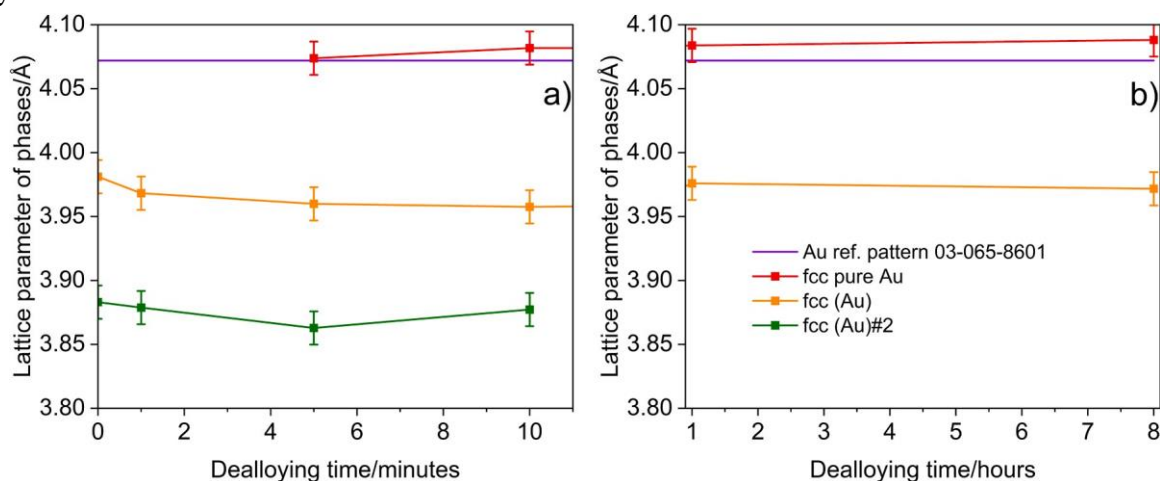 4.10
4.05
4.00
3.95
3.90
3.85
3.80
Lattice parameter of phases/Å
0 2 4 6 8 10
Dealloying time/minutes
a)
4.10
4.05
4.00
3.95
3.90
3.85
3.80
Lattice parameter of phases/Å
1 2 3 4 5 6 7 8
Dealloying time/hours
b)
Au ref. pattern 03-065-8601
fcc pure Au
fcc (Au)
fcc (Au)#2